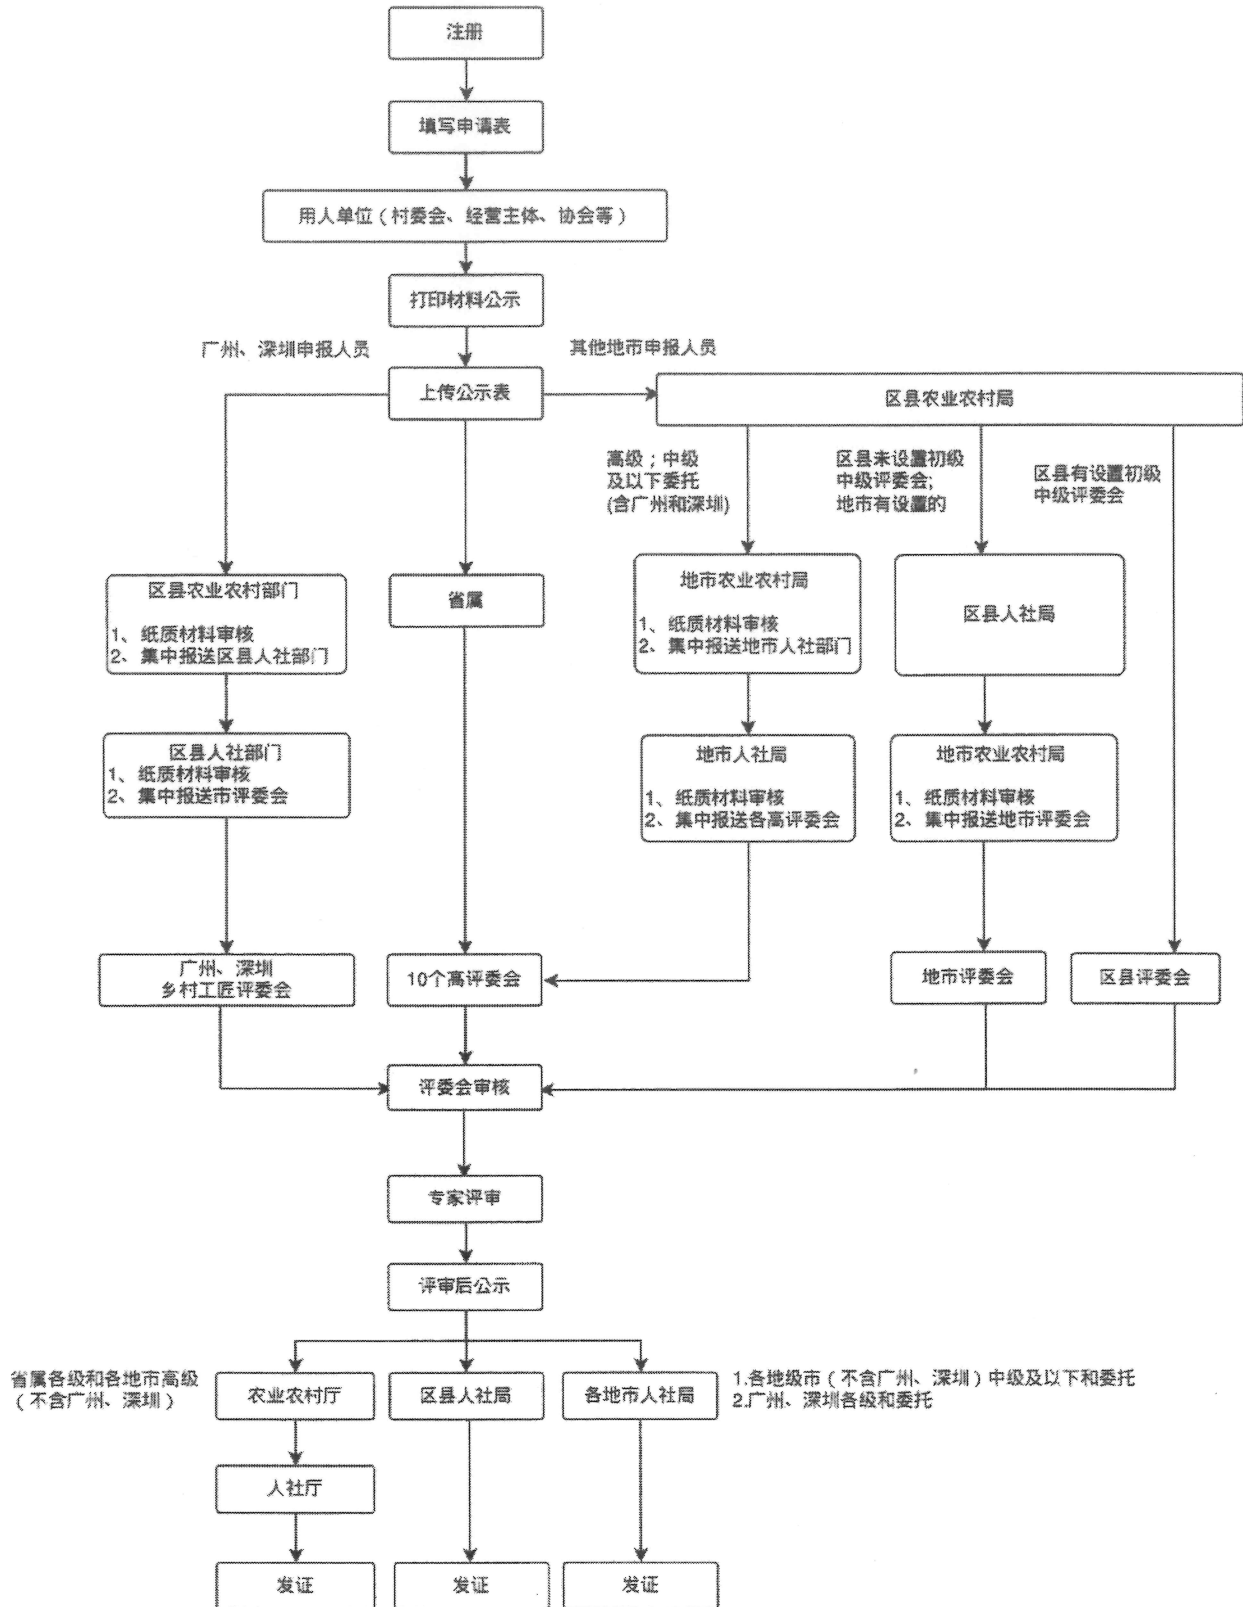 注册
填写申请表
用人单位（村委会、经营主体、协会等）
打印材料公示
广州、深圳申报人员
其他地市申报人员
上传公示表
区县农业农村局
高级；中级
及以下委托
(含广州和深圳)
区县未设置初级
中级评委会;
地市有设置的
区县有设置初级
中级评委会
区县农业农村部门
1、纸质材料审核
2、集中报送区县人社部门
省属
地市农业农村局
1、纸质材料审核
2、集中报送地市人社部门
区县人社局
区县人社部门
1、纸质材料审核
2、集中报送市评委会
地市人社局
1、纸质材料审核
2、集中报送各高评委会
地市农业农村局
1、纸质材料审核
2、集中报送地市评委会
广州、深圳
乡村工匠评委会
10个高评委会
地市评委会
区县评委会
评委会审核
专家评审
评审后公示
省属各级和各地市高级
（不含广州、深圳）
农业农村厅
区县人社局
各地市人社局
1.各地级市（不含广州、深圳）中级及以下和委托
2.广州、深圳各级和委托
人社厅
发证
发证
发证